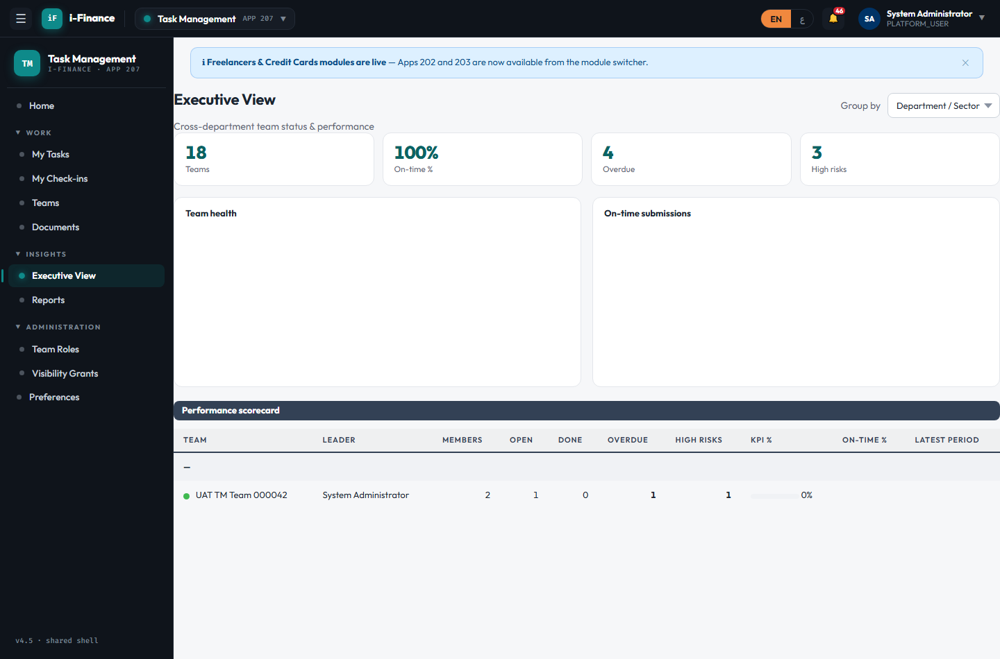 ☰ iF i-Finance Task Management APP 207 ▼ EN ع 46 SA System Administrator ▼
PLATFORM_USER
TM Task Management
I-FINANCE · APP 207
Home
▼ WORK
My Tasks
My Check-ins
Teams
Documents
▼ INSIGHTS
Executive View
Reports
▼ ADMINISTRATION
Team Roles
Visibility Grants
Preferences
v4.5 · shared shell
ℹ Freelancers & Credit Cards modules are live — Apps 202 and 203 are now available from the module switcher. ×
Executive View
Group by Department / Sector
Cross-department team status & performance
18
Teams
100%
On-time %
4
Overdue
3
High risks
Team health
On-time submissions
Performance scorecard
TEAM LEADER MEMBERS OPEN DONE OVERDUE HIGH RISKS KPI % ON-TIME % LATEST PERIOD
—
UAT TM Team 000042 System Administrator 2 1 0 1 1 0%